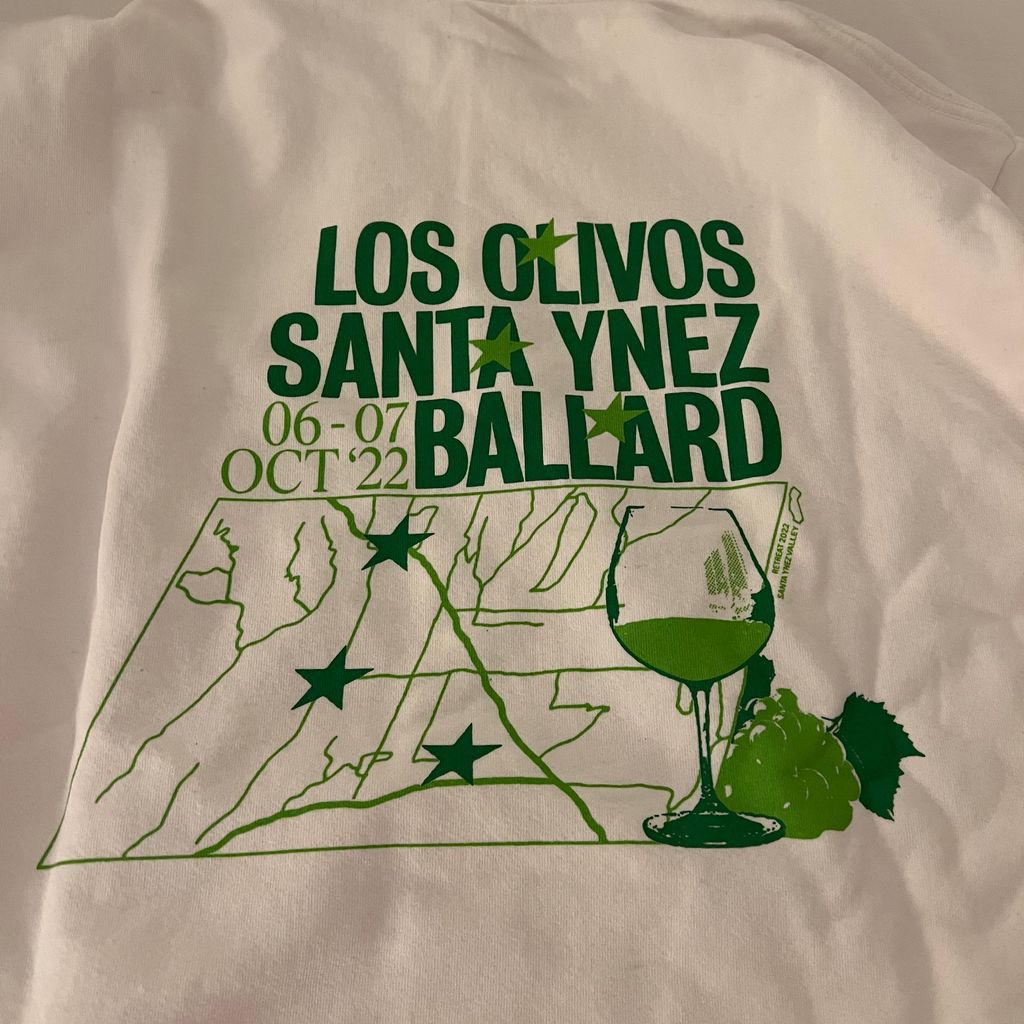 LOS OLIVOS
SANTA YNEZ
06 - 07
OCT '22
BALLARD
RETREAT 2022
SANTA YNEZ VALLEY